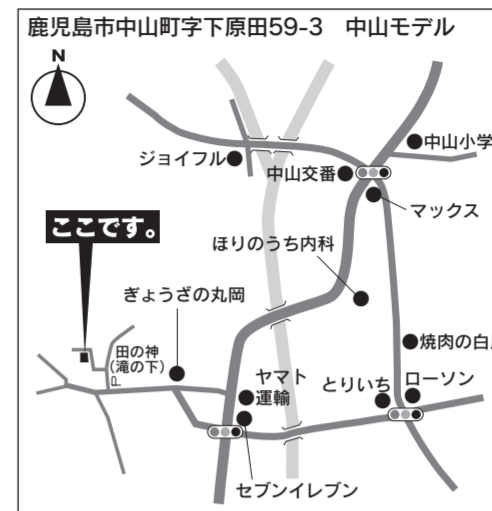 鹿児島市中山町字下原田59-3 中山モデル
N
中山小学
ジョイフル
中山交番
マックス
ここです。
ほりのうち内科
ぎょうざの丸岡
田の神
(滝の下)
P
焼肉の白
ヤマト
運輸
とりいち
ローソン
セブンイレブン